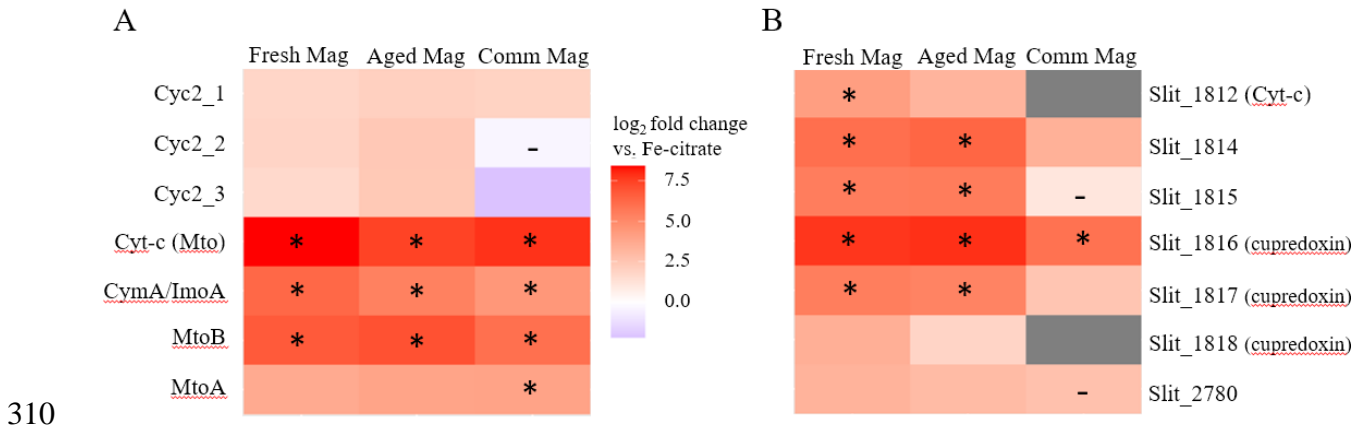 A
B
Fresh Mag Aged Mag Comm Mag
Fresh Mag Aged Mag Comm Mag
Cyc2_1
Cyc2_2 -
Cyc2_3
Cyt-c (Mto) * * *
CymA/ImoA * * *
MtoB * * *
MtoA *
log2 fold change
vs. Fe-citrate
7.5
5.0
2.5
0.0
* Slit_1812 (Cyt-c)
* * Slit_1814
* * - Slit_1815
* * * Slit_1816 (cupredoxin)
* * Slit_1817 (cupredoxin)
Slit_1818 (cupredoxin)
- Slit_2780
310